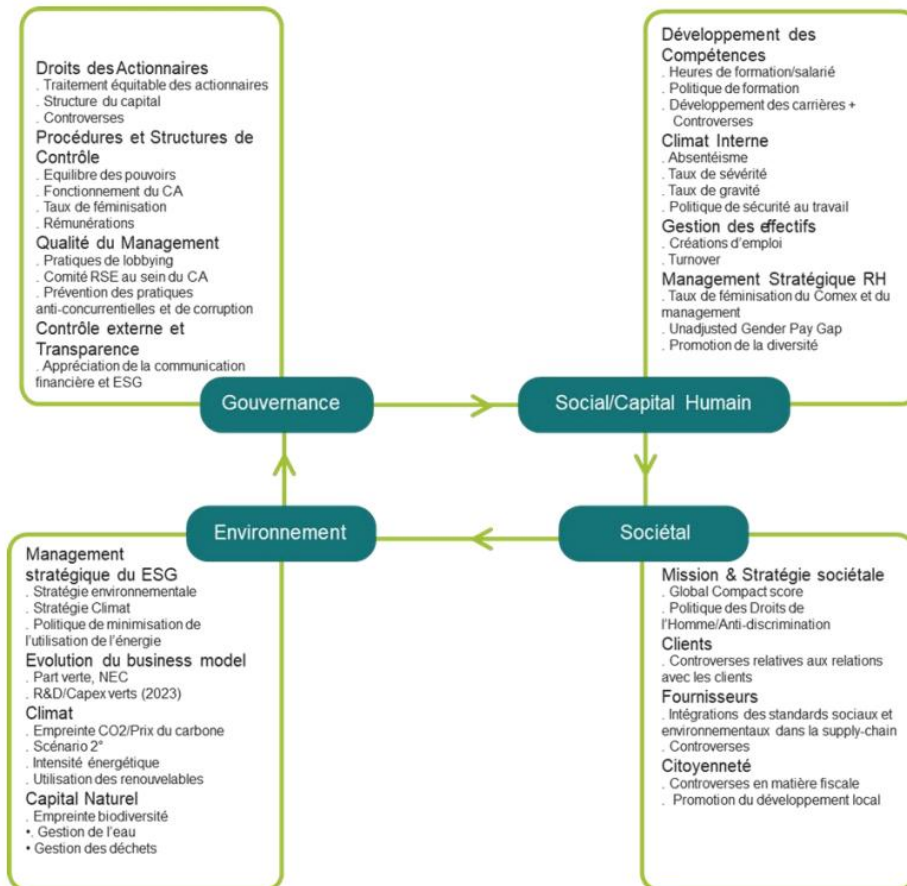 Droits des Actionnaires
. Traitement équitable des actionnaires
. Structure du capital
. Controverses
Procédures et Structures de
Contrôle
. Equilibre des pouvoirs
. Fonctionnement du CA
. Taux de féminisation
. Rémunérations
Qualité du Management
. Pratiques de lobbying
. Comité RSE au sein du CA
. Prévention des pratiques
anti-concurrentielles et de corruption
Contrôle externe et
Transparence
. Appréciation de la communication
financière et ESG
Gouvernance
Développement des
Compétences
. Heures de formation/salarié
. Politique de formation
. Développement des carrières +
Controverses
Climat Interne
. Absentéisme
. Taux de sévérité
. Taux de gravité
. Politique de sécurité au travail
Gestion des effectifs
. Créations d'emploi
. Turnover
Management Stratégique RH
. Taux de féminisation du Comex et du
management
. Unadjusted Gender Pay Gap
. Promotion de la diversité
Social/Capital Humain
Environnement
Management
stratégique du ESG
. Stratégie environnementale
. Stratégie Climat
. Politique de minimisation de
l'utilisation de l'énergie
Evolution du business model
. Part verte, NEC
. R&D/Capex verts (2023)
Climat
. Empreinte CO2/Prix du carbone
. Scénario 2°
. Intensité énergétique
. Utilisation des renouvelables
Capital Naturel
. Empreinte biodiversité
•. Gestion de l'eau
• Gestion des déchets
Sociétal
Mission & Stratégie sociétale
. Global Compact score
. Politique des Droits de
l'Homme/Anti-discrimination
Clients
. Controverses relatives aux relations
avec les clients
Fournisseurs
. Intégrations des standards sociaux et
environnementaux dans la supply-chain
. Controverses
Citoyenneté
. Controverses en matière fiscale
. Promotion du développement local